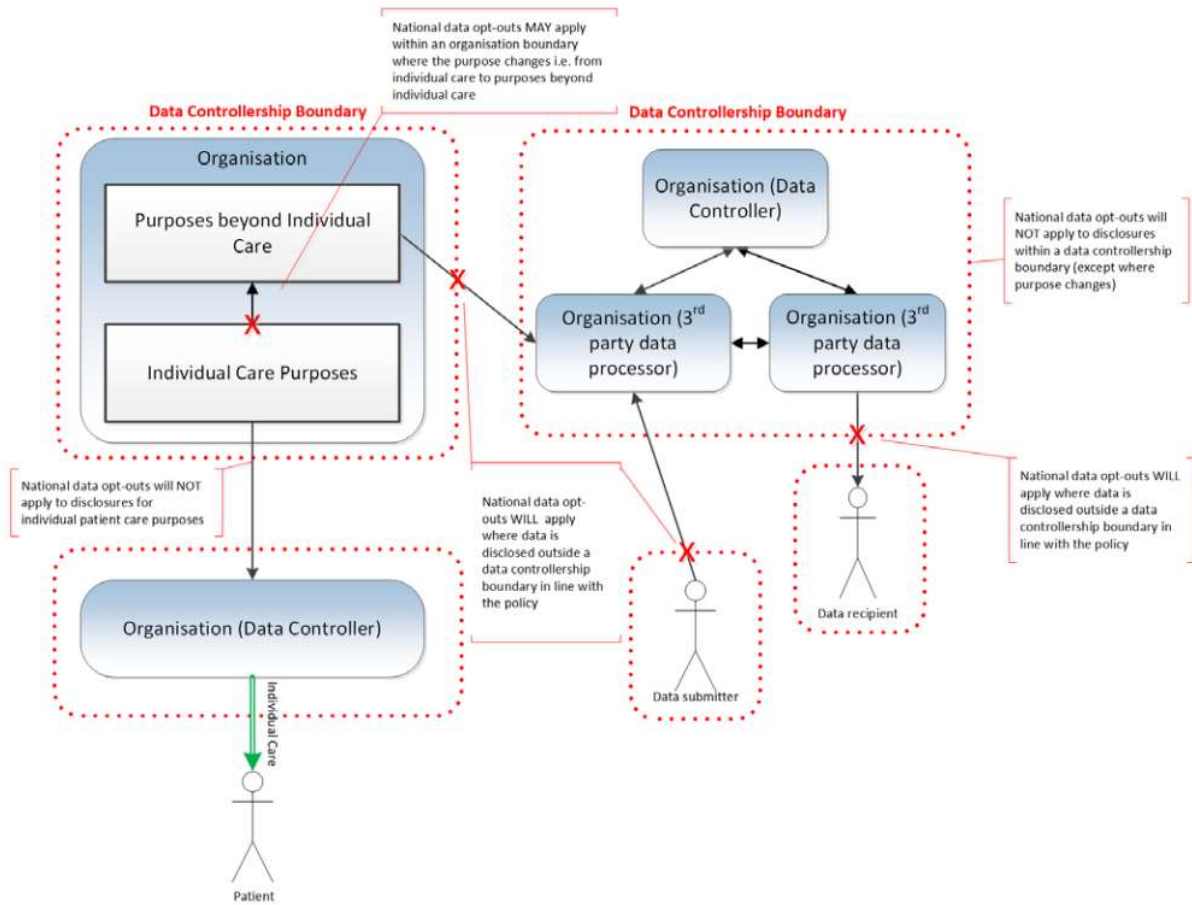 National data opt-outs MAY apply
within an organisation boundary
where the purpose changes i.e. from
individual care to purposes beyond
individual care
Data Controllership Boundary
Data Controllership Boundary
Organisation
Purposes beyond Individual
Care
Individual Care Purposes
Organisation (Data
Controller)
Organisation (3rd
party data
processor)
Organisation (3rd
party data
processor)
National data opt-outs will
NOT apply to disclosures
within a data controllership
boundary (except where
purpose changes)
National data opt-outs will NOT
apply to disclosures for
individual patient care purposes
National data opt-
outs WILL apply
where data is
disclosed outside a
data controllership
boundary in line with
the policy
National data opt-outs WILL
apply where data is
disclosed outside a data
controllership boundary in
line with the policy
Organisation (Data Controller)
Data recipient
Data submitter
Individual Care
Patient